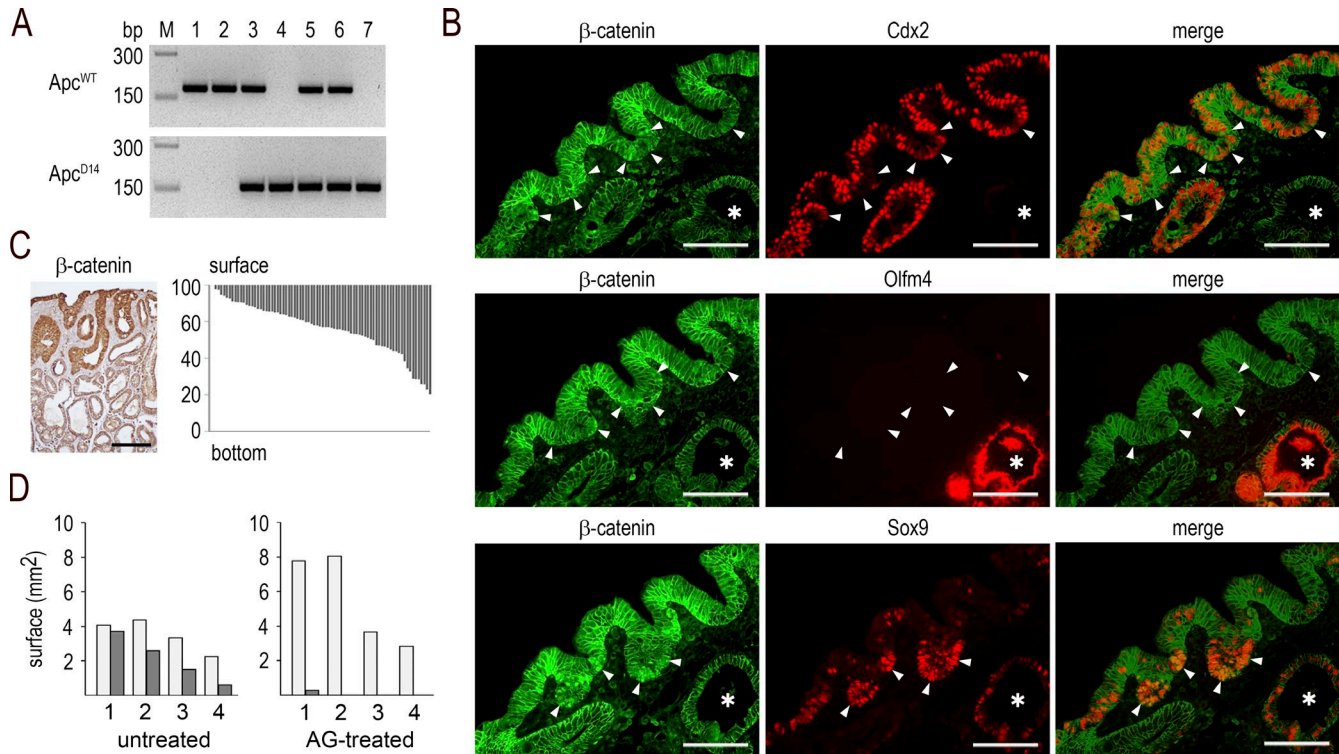 A
bp M 1 2 3 4 5 6 7
300
Apc^WT
150
300
Apc^D14
150
B
β-catenin Cdx2 merge
*
*
*
β-catenin Olfm4 merge
*
*
*
β-catenin Sox9 merge
*
*
*
C
β-catenin
surface
100
80
60
40
20
0
bottom
D
surface (mm²)
10
8
6
4
2
1 2 3 4
untreated
10
8
6
4
2
1 2 3 4
AG-treated